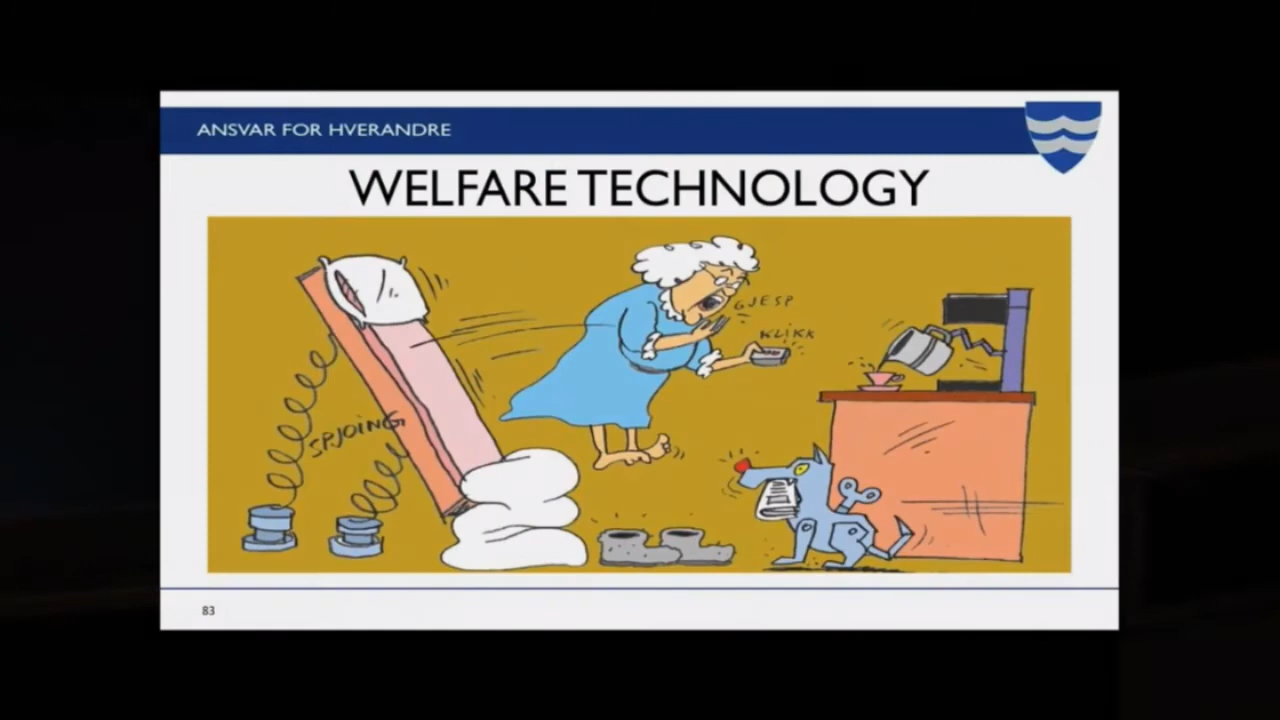 ANSVAR FOR HVERANDRE
WELFARE TECHNOLOGY
GJESP
KLIKK
SPJOING
83